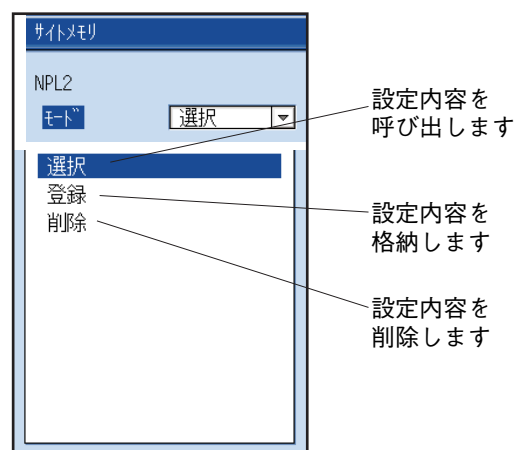 サイトメモリ
NPL2
モード
選択
選択
登録
削除
設定内容を
呼び出します
設定内容を
格納します
設定内容を
削除します